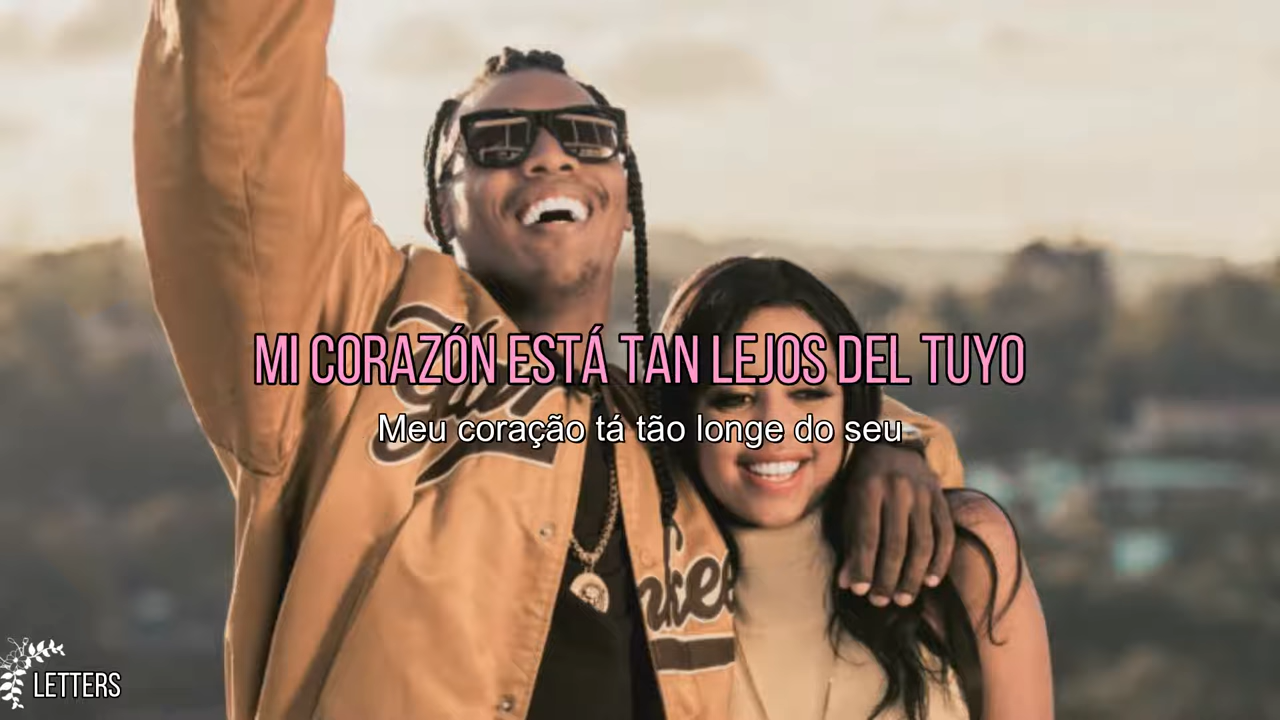 MI CORAZÓN ESTÁ TAN LEJOS DEL TUYO
Meu coração tá tão longe do seu
LETTERS